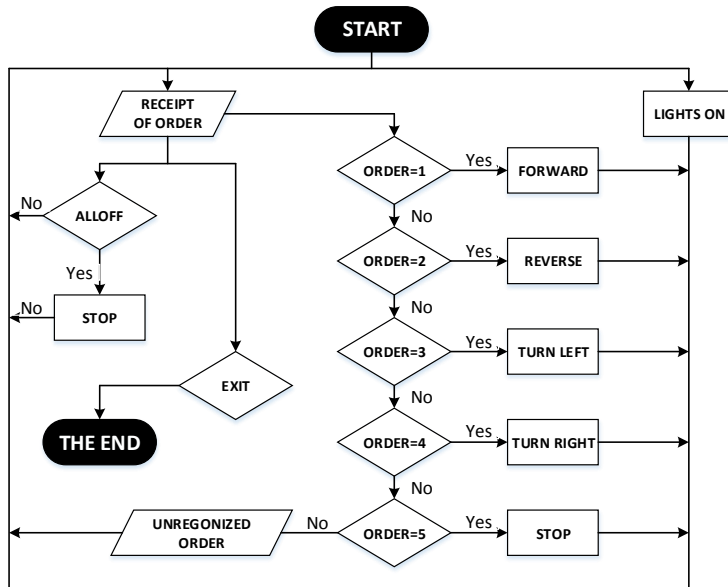 START
RECEIPT
OF ORDER
LIGHTS ON
ORDER=1
Yes
FORWARD
No
ALLOFF
No
Yes
ORDER=2
Yes
REVERSE
No
STOP
No
ORDER=3
Yes
TURN LEFT
EXIT
No
THE END
ORDER=4
Yes
TURN RIGHT
No
UNREGONIZED
ORDER
No
ORDER=5
Yes
STOP